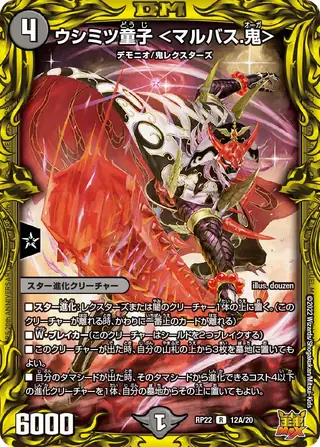 DM
4
どうじ
オーガ
ウシミツ童子 <マルバス.鬼>
デモニオ/鬼レクスターズ
スター進化クリーチャー
illus. douzen
■スター進化:レクスターズまたは闇のクリーチャー1体の上に置く。(この
クリーチャーが離れる時、かわりに一番上のカードが離れる)
■W・ブレイカー(このクリーチャーはシールドを2つブレイクする)
■このクリーチャーが出た時、自分の山札の上から3枚を墓地に置いてもよい。
■自分のタマシードが出た時、そのタマシードから進化できるコスト4以下
の進化クリーチャーを1体、自分の墓地からその上に置いてもよい。
6000
1
RP22 R 12A/20